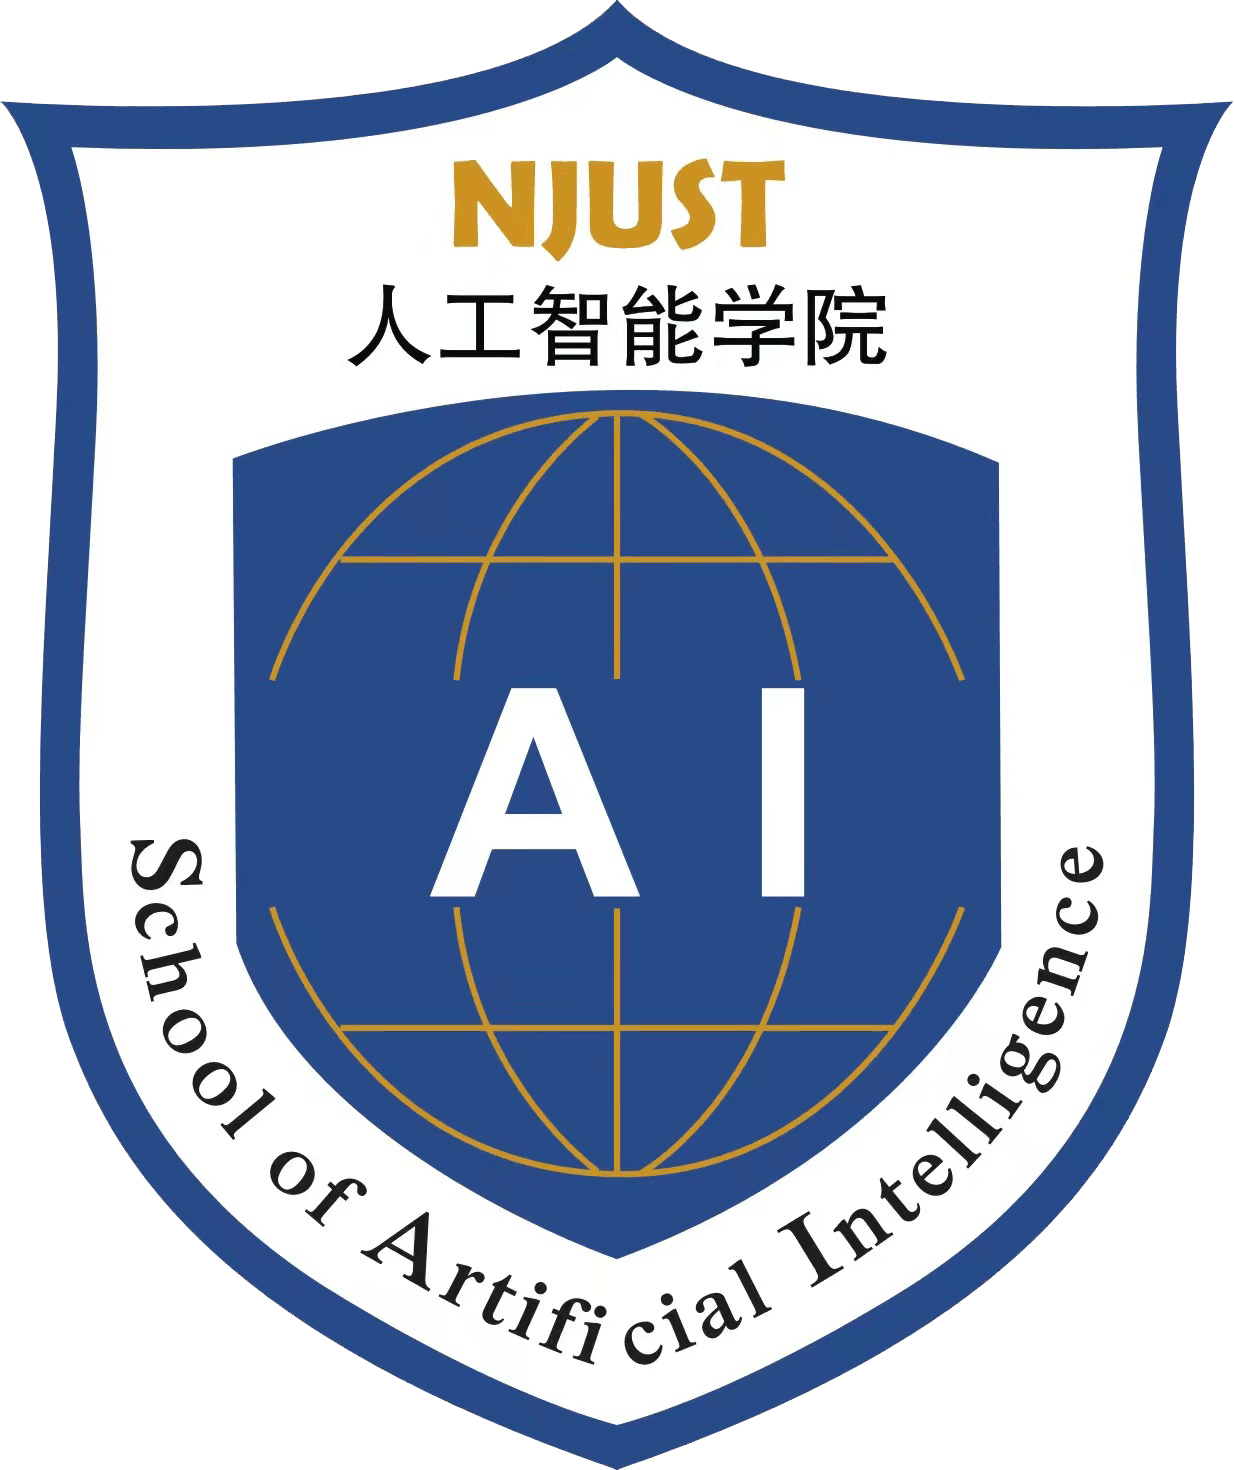 NJUST
人工智能学院
AI
School of Artificial Intelligence